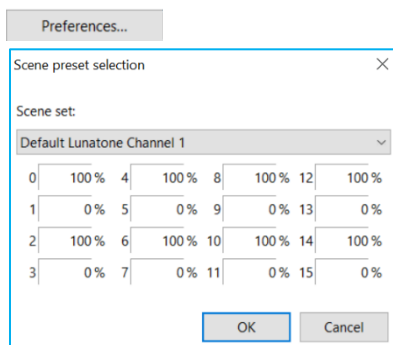 Preferences...
Scene preset selection
Scene set:
Default Lunatone Channel 1
0 100 % 4 100 % 8 100 % 12 100 %
1 0 % 5 0 % 9 0 % 13 0 %
2 100 % 6 100 % 10 100 % 14 100 %
3 0 % 7 0 % 11 0 % 15 0 %
OK Cancel